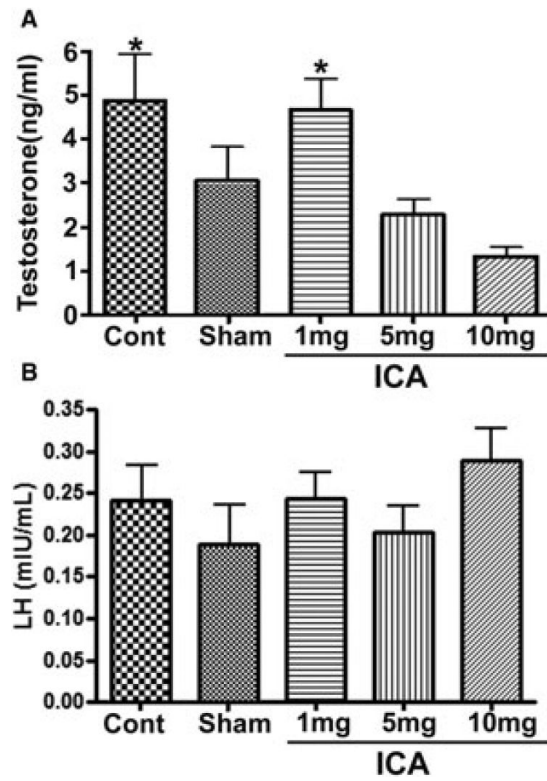 A
Testosterone(ng/ml)
6
5
4
3
2
1
0
*
*
Cont Sham 1mg 5mg 10mg
ICA
B
LH (mIU/mL)
0.35
0.30
0.25
0.20
0.15
0.10
0.05
0.00
Cont Sham 1mg 5mg 10mg
ICA